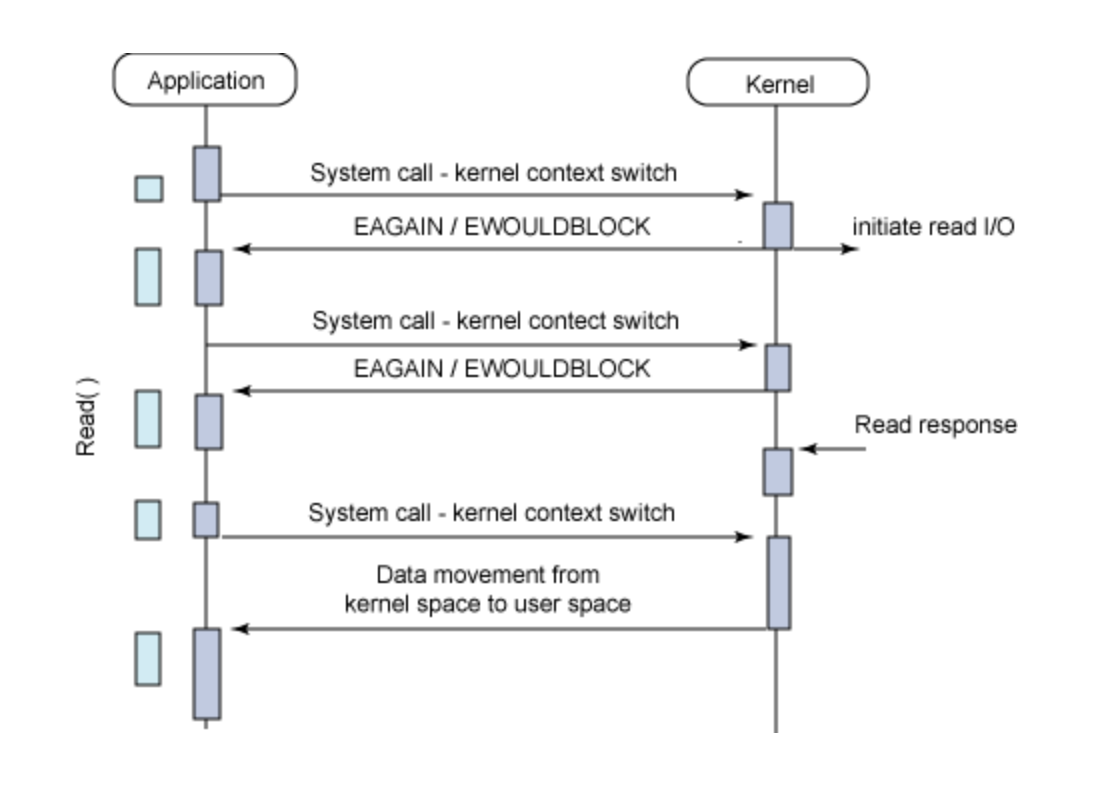 Application
Kernel
System call - kernel context switch
EAGAIN / EWOULDBLOCK
initiate read I/O
System call - kernel contect switch
EAGAIN / EWOULDBLOCK
Read( )
Read response
System call - kernel context switch
Data movement from
kernel space to user space